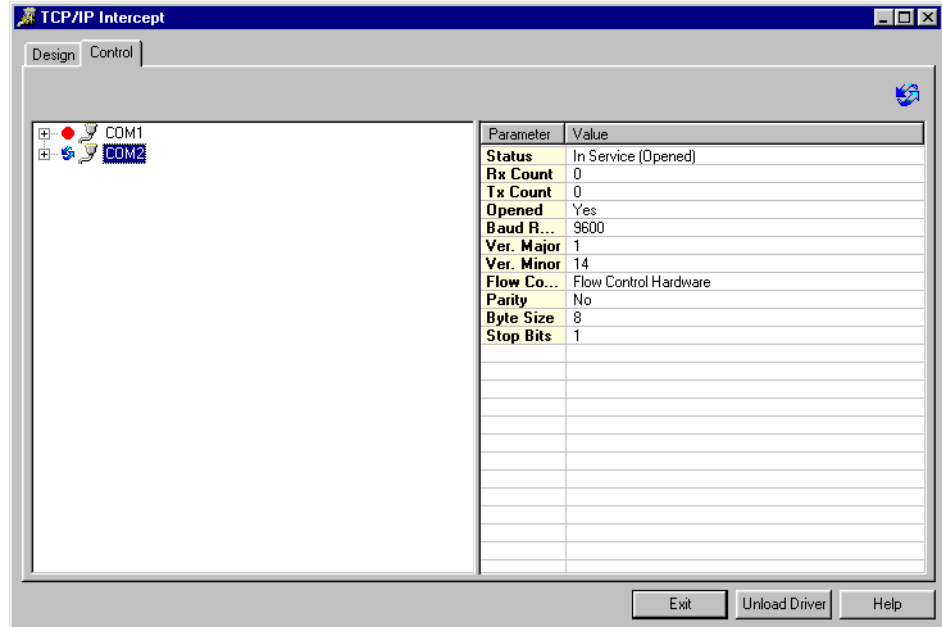 TCP/IP Intercept
Design Control
COM1
COM2
Parameter Value
Status In Service (Opened)
Rx Count 0
Tx Count 0
Opened Yes
Baud R... 9600
Ver. Major 1
Ver. Minor 14
Flow Co... Flow Control Hardware
Parity No
Byte Size 8
Stop Bits 1
Exit Unload Driver Help